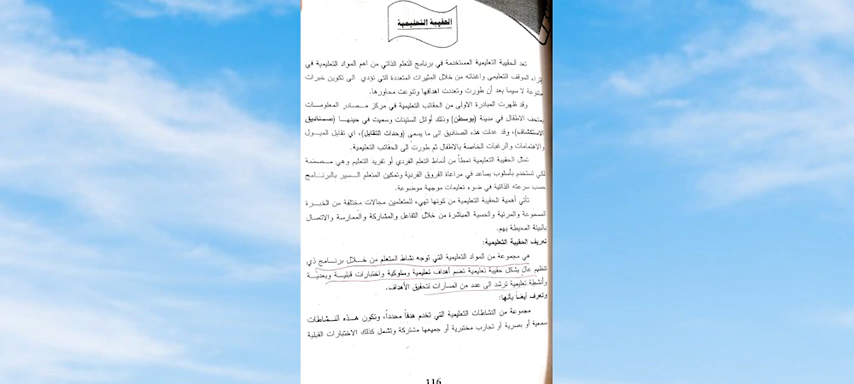 الحقيبة التعليمية
تعد الحقيبة التعليمية المستخدمة في برنامج التعلم الذاتي من اهم المواد التعليمية في
إثراء الموقف التعليمي واغنائه من خلال المثيرات المتعددة التي تؤدي الى تكوين خبرات
متنوعة لا سيما بعد أن طورت وتعددت اهدافها وتنوعت محاورها.
وقد ظهرت المبادرة الاولى من الحقائب التعليمية في مركز مصادر المعلومات
بمتحف الاطفال في مدينة (بوسطن) وذلك أوائل الستينات وسميت في حينها (صناديق
الاستكشاف)، وقد عدلت هذه الصناديق الى ما يسمى (وحدات التقابل)، اي تقابل الميول
والاهتمامات والرغبات الخاصة بالاطفال ثم طورت الى الحقائب التعليمية.
تمثل الحقيبة التعليمية نمطاً من أنماط التعلم الفردي أو تفريد التعليم وهي مصممة
لكي تستخدم بأسلوب يساعد في مراعاة الفروق الفردية وتمكين المتعلم السير بالبرنامج
حسب سرعته الذاتية في ضوء تعليمات موجهة موضوعة.
تأتي أهمية الحقيبة التعليمية من كونها تهيء للمتعلمين مجالات مختلفة من الخبرة
المسموعة والمرئية والحسية المباشرة من خلال التفاعل والمشاركة والممارسة والاتصال
بالبيئة المحيطة بهم.
تعريف الحقيبة التعليمية:
هي مجموعة من المواد التعليمية التي توجه نشاط المتعلم من خلال برنامج ذي
تنظيم عال بشكل حقيبة تعليمية تضم أهداف تعليمية وسلوكية واختبارات قبلية وبعدية
وأنشطة تعليمية ترشد الى عدد من المسارات لتحقيق الأهداف.
وتعرف أيضاً بأنها:
مجموعة من النشاطات التعليمية التي تخدم هدفاً محدداً، وتكون هذه النشاطات
سمعية أو بصرية أو تجارب مختبرية أو جميعها مشتركة وتشمل كذلك الاختبارات القبلية
116